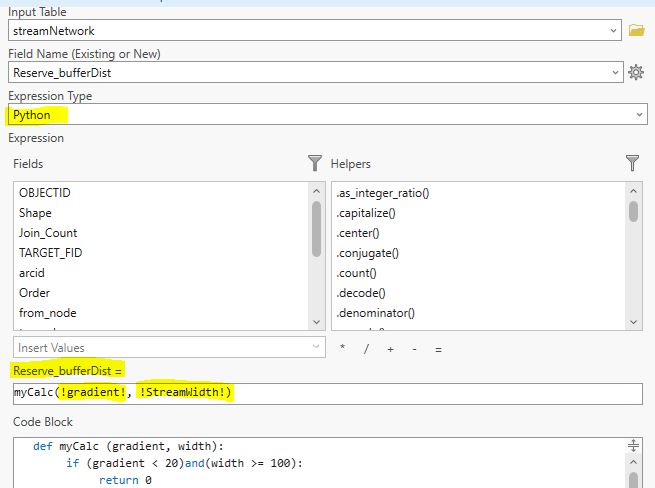 Input Table
streamNetwork
Field Name (Existing or New)
Reserve_bufferDist
Expression Type
Python
Expression
Fields
Helpers
OBJECTID
.as_integer_ratio()
Shape
.capitalize()
Join_Count
.center()
TARGET_FID
.conjugate()
arcid
.count()
Order
.decode()
from_node
.denominator()
Insert Values
* / + - =
Reserve_bufferDist =
myCalc(!gradient!, !StreamWidth!)
Code Block
def myCalc (gradient, width):
if (gradient < 20)and(width >= 100):
return 0